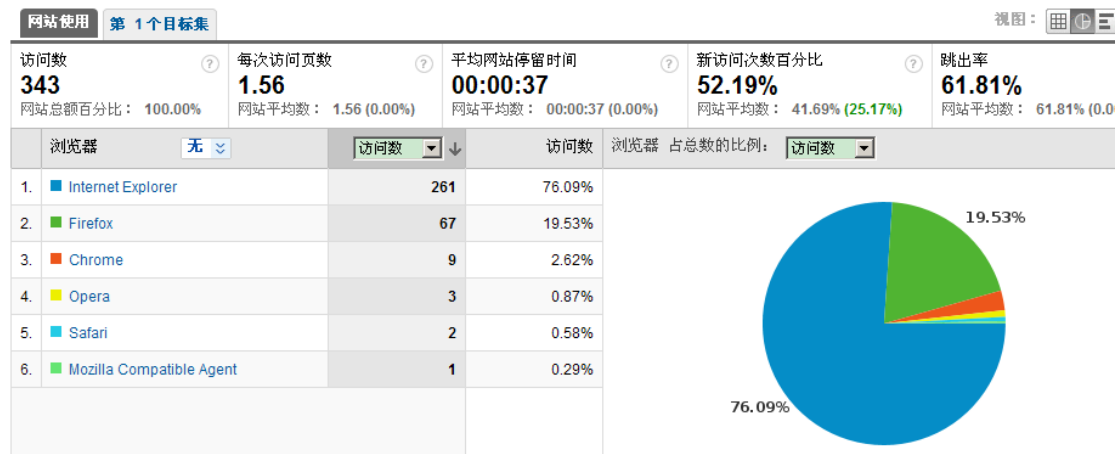 网站使用 第 1个目标集 视图：
访问数 ? 每次访问页数 ? 平均网站停留时间 ? 新访问次数百分比 ? 跳出率
343 1.56 00:00:37 52.19% 61.81%
网站总额百分比： 100.00% 网站平均数： 1.56 (0.00%) 网站平均数： 00:00:37 (0.00%) 网站平均数： 41.69% (25.17%) 网站平均数： 61.81% (0.0
浏览器 无 访问数 访问数 浏览器 占总数的比例： 访问数
1. Internet Explorer 261 76.09%
2. Firefox 67 19.53%
3. Chrome 9 2.62%
4. Opera 3 0.87%
5. Safari 2 0.58%
6. Mozilla Compatible Agent 1 0.29%
19.53%
76.09%